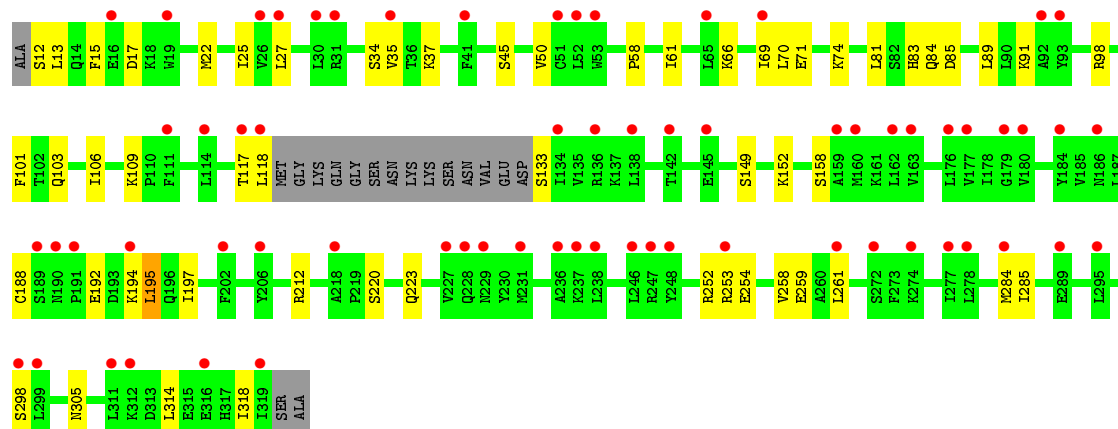 ALA S12 L13 Q14 F15 E16 D17 K18 W19 M22 I25 V26 L27 L30 R31 S34 V35 T36 K37 F41 S45 V50 C51 L52 W53 P58 I61 L65 K66 I69 L70 E71 K74 L81 S82 H83 Q84 D85 L89 L90 K91 A92 Y93 R98
F101 T102 Q103 I106 K109 P110 F111 L114 T117 L118 MET GLY LYS GLN GLY SER ASN LYS LYS SER ASN VAL GLU ASP S133 I134 V135 R136 K137 L138 T142 E145 S149 K152 S158 A159 M160 K161 L162 V163 L176 V177 I178 G179 V180 Y184 V185 N186 L187
C188 S189 N190 P191 E192 D193 K194 L195 Q196 I197 F202 Y206 R212 A218 P219 S220 Q223 V227 Q228 N229 Y230 M231 A236 K237 L238 L246 R247 Y248 R252 R253 E254 V258 E259 A260 L261 S272 F273 K274 I277 L278 M284 I285 E289 L295
S298 L299 N305 L311 K312 D313 L314 E315 E316 H317 I318 I319 SER ALA